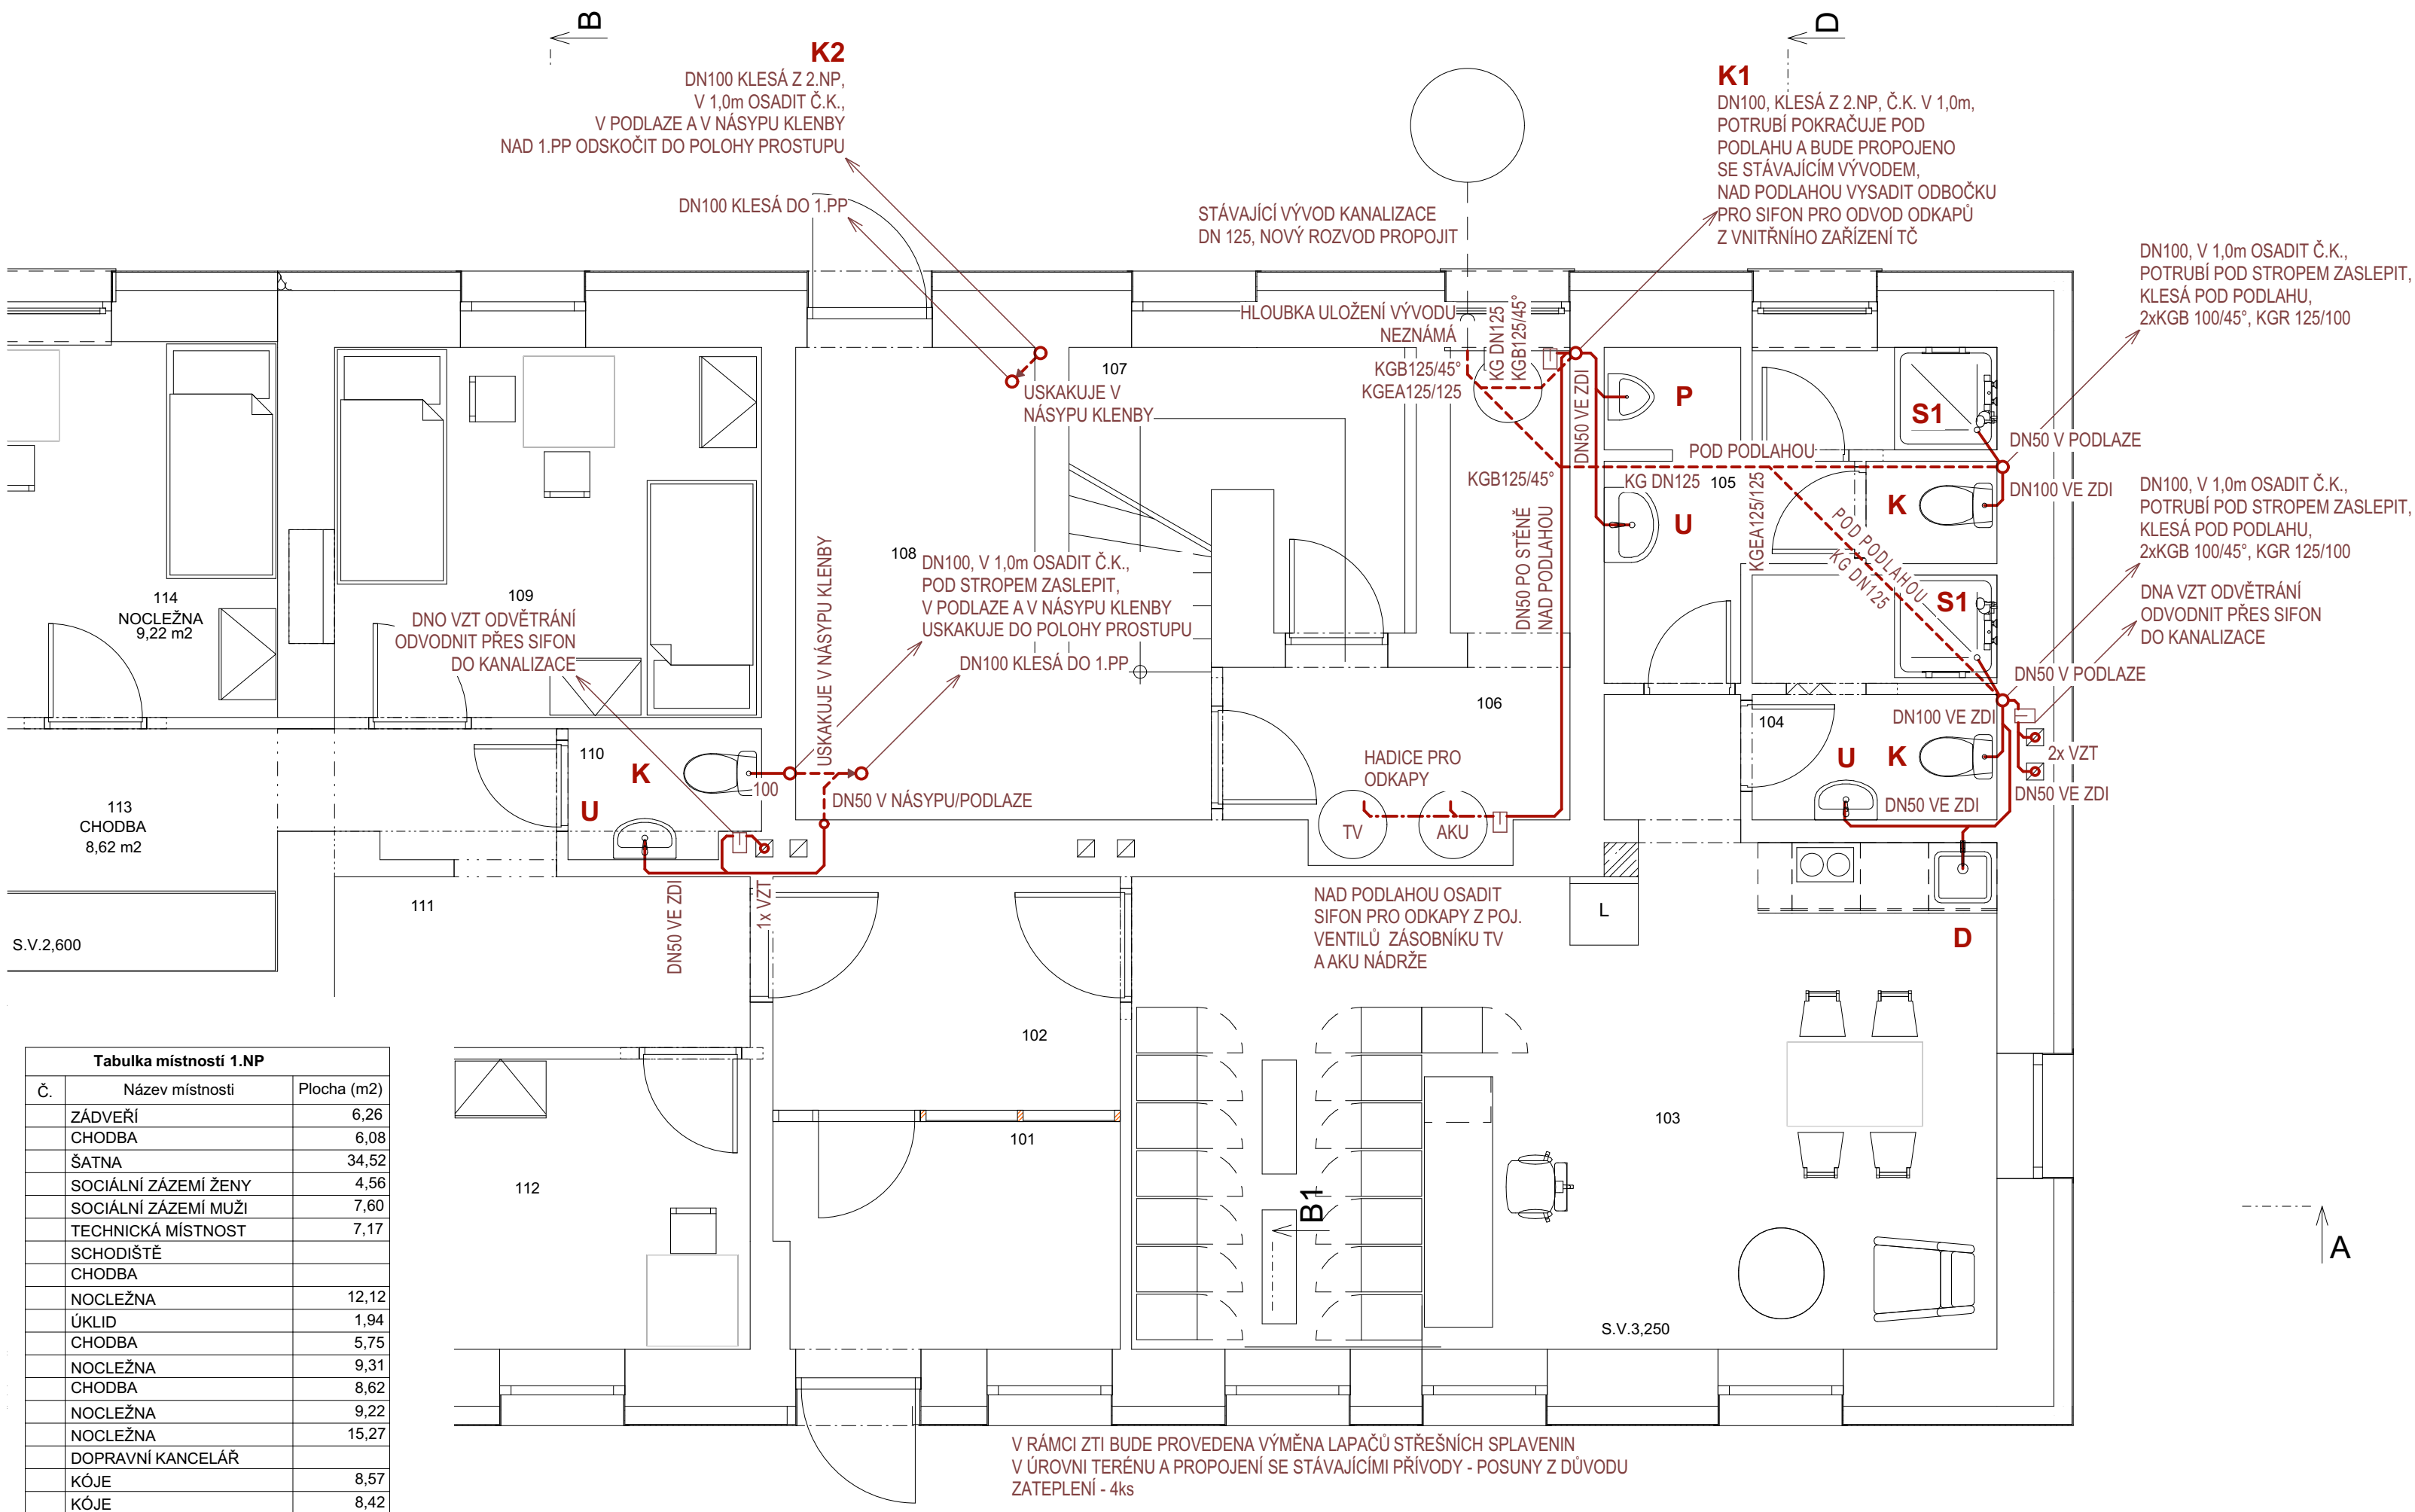 B
D
K2
DN100 KLESÁ Z 2.NP,
V 1,0m OSADIT Č.K.,
V PODLAZE A V NÁSYPU KLENBY
NAD 1.PP ODSKOČIT DO POLOHY PROSTUPU
DN100 KLESÁ DO 1.PP
K1
DN100, KLESÁ Z 2.NP, Č.K. V 1,0m,
POTRUBÍ POKRAČUJE POD
PODLAHU A BUDE PROPOJENO
SE STÁVAJÍCÍM VÝVODEM,
NAD PODLAHOU VYSADIT ODBOČKU
PRO SIFON PRO ODVOD ODKAPŮ
Z VNITŘNÍHO ZAŘÍZENÍ TČ
STÁVAJÍCÍ VÝVOD KANALIZACE
DN 125, NOVÝ ROZVOD PROPOJIT
DN100, V 1,0m OSADIT Č.K.,
POTRUBÍ POD STROPEM ZASLEPIT,
KLESÁ POD PODLAHU,
2xKGB 100/45°, KGR 125/100
HLOUBKA ULOŽENÍ VÝVODU
NEZNÁMÁ
KGB125/45°
KGEA125/125
KG DN125
KGB125/45°
107
USKAKUJE V
NÁSYPU KLENBY
DN50 VE ZDI
P
S1
DN50 V PODLAZE
POD PODLAHOU
KGB125/45°
KG DN125
105
K
DN100 VE ZDI
DN100, V 1,0m OSADIT Č.K.,
POTRUBÍ POD STROPEM ZASLEPIT,
KLESÁ POD PODLAHU,
2xKGB 100/45°, KGR 125/100
U
KGEA125/125
POD PODLAHOU
KG DN125
DN50 PO STĚNĚ
NAD PODLAHOU
S1
DNA VZT ODVĚTRÁNÍ
ODVODNIT PŘES SIFON
DO KANALIZACE
DN50 V PODLAZE
108
DN100, V 1,0m OSADIT Č.K.,
POD STROPEM ZASLEPIT,
V PODLAZE A V NÁSYPU KLENBY
USKAKUJE DO POLOHY PROSTUPU
DN100 KLESÁ DO 1.PP
USKAKUJE V NÁSYPU KLENBY
114
NOCLEŽNA
9,22 m2
109
DNO VZT ODVĚTRÁNÍ
ODVODNIT PŘES SIFON
DO KANALIZACE
106
104
DN100 VE ZDI
U
K
2x VZT
DN50 VE ZDI
DN50 VE ZDI
HADICE PRO
ODKAPY
TV
AKU
110
K
U
100
DN50 V NÁSYPU/PODLAZE
113
CHODBA
8,62 m2
111
DN50 VE ZDI
1x VZT
S.V.2,600
NAD PODLAHOU OSADIT
SIFON PRO ODKAPY Z POJ.
VENTILŮ ZÁSOBNÍKU TV
A AKU NÁDRŽE
L
D
102
101
103
112
B1
A
S.V.3,250
Tabulka místností 1.NP
Č. Název místnosti Plocha (m2)
ZÁDVEŘÍ 6,26
CHODBA 6,08
ŠATNA 34,52
SOCIÁLNÍ ZÁZEMÍ ŽENY 4,56
SOCIÁLNÍ ZÁZEMÍ MUŽI 7,60
TECHNICKÁ MÍSTNOST 7,17
SCHODIŠTĚ
CHODBA
NOCLEŽNA 12,12
ÚKLID 1,94
CHODBA 5,75
NOCLEŽNA 9,31
CHODBA 8,62
NOCLEŽNA 9,22
NOCLEŽNA 15,27
DOPRAVNÍ KANCELÁŘ
KÓJE 8,57
KÓJE 8,42
V RÁMCI ZTI BUDE PROVEDENA VÝMĚNA LAPAČŮ STŘEŠNÍCH SPLAVENIN
V ÚROVNI TERÉNU A PROPOJENÍ SE STÁVAJÍCÍMI PŘÍVODY - POSUNY Z DŮVODU
ZATEPLENÍ - 4ks